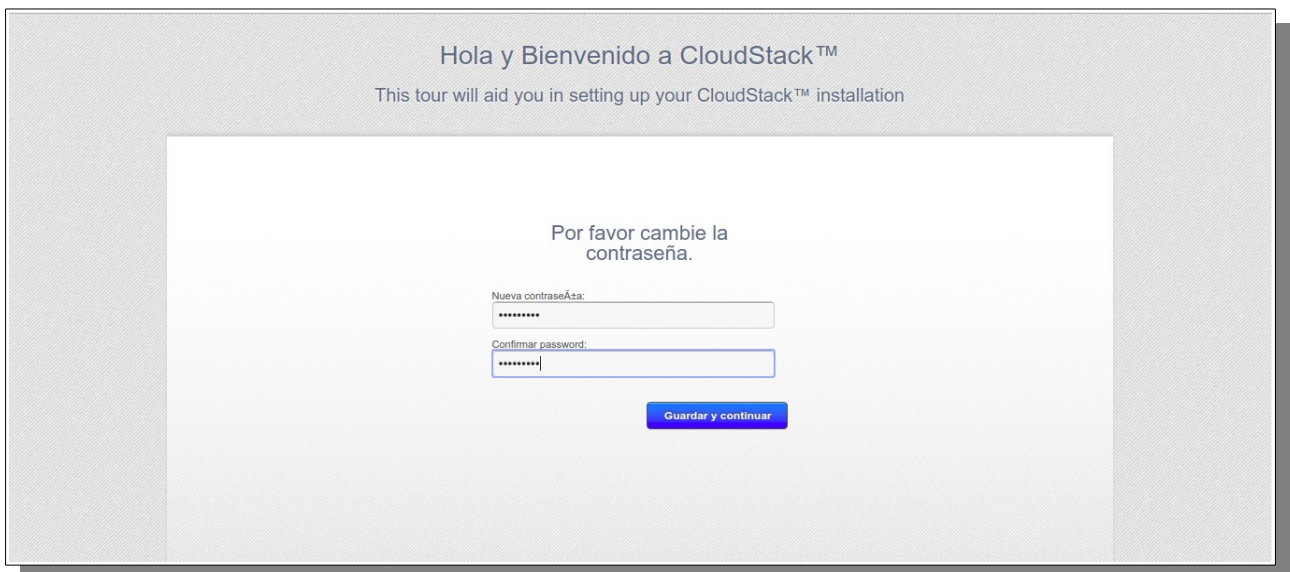 Hola y Bienvenido a CloudStack™
This tour will aid you in setting up your CloudStack™ installation
Por favor cambie la
contraseña.
Nueva contraseÃ±a:
•••••••••
Confirmar password:
•••••••••
Guardar y continuar